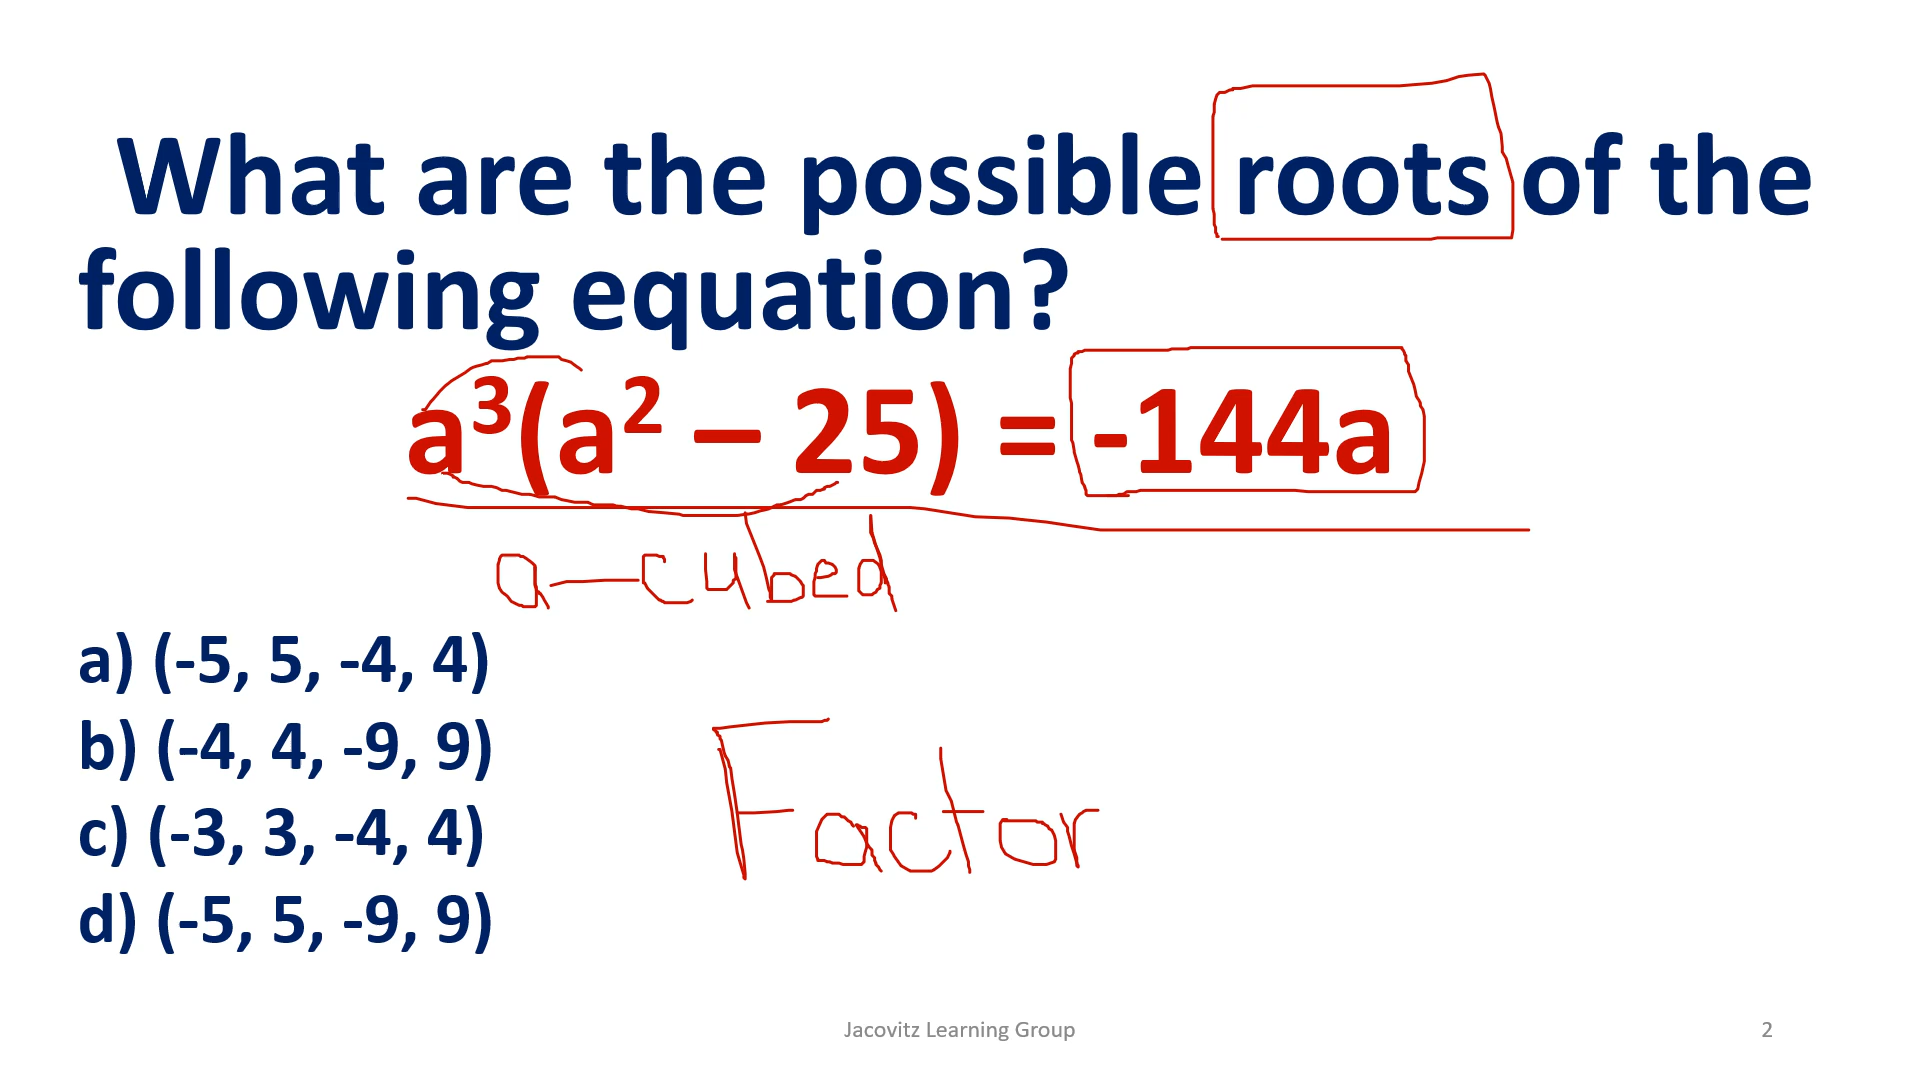 What are the possible roots of the
following equation?
a³(a² – 25) = -144a
a-cubed
a) (-5, 5, -4, 4)
b) (-4, 4, -9, 9)
c) (-3, 3, -4, 4)
d) (-5, 5, -9, 9)
Factor
Jacovitz Learning Group
2